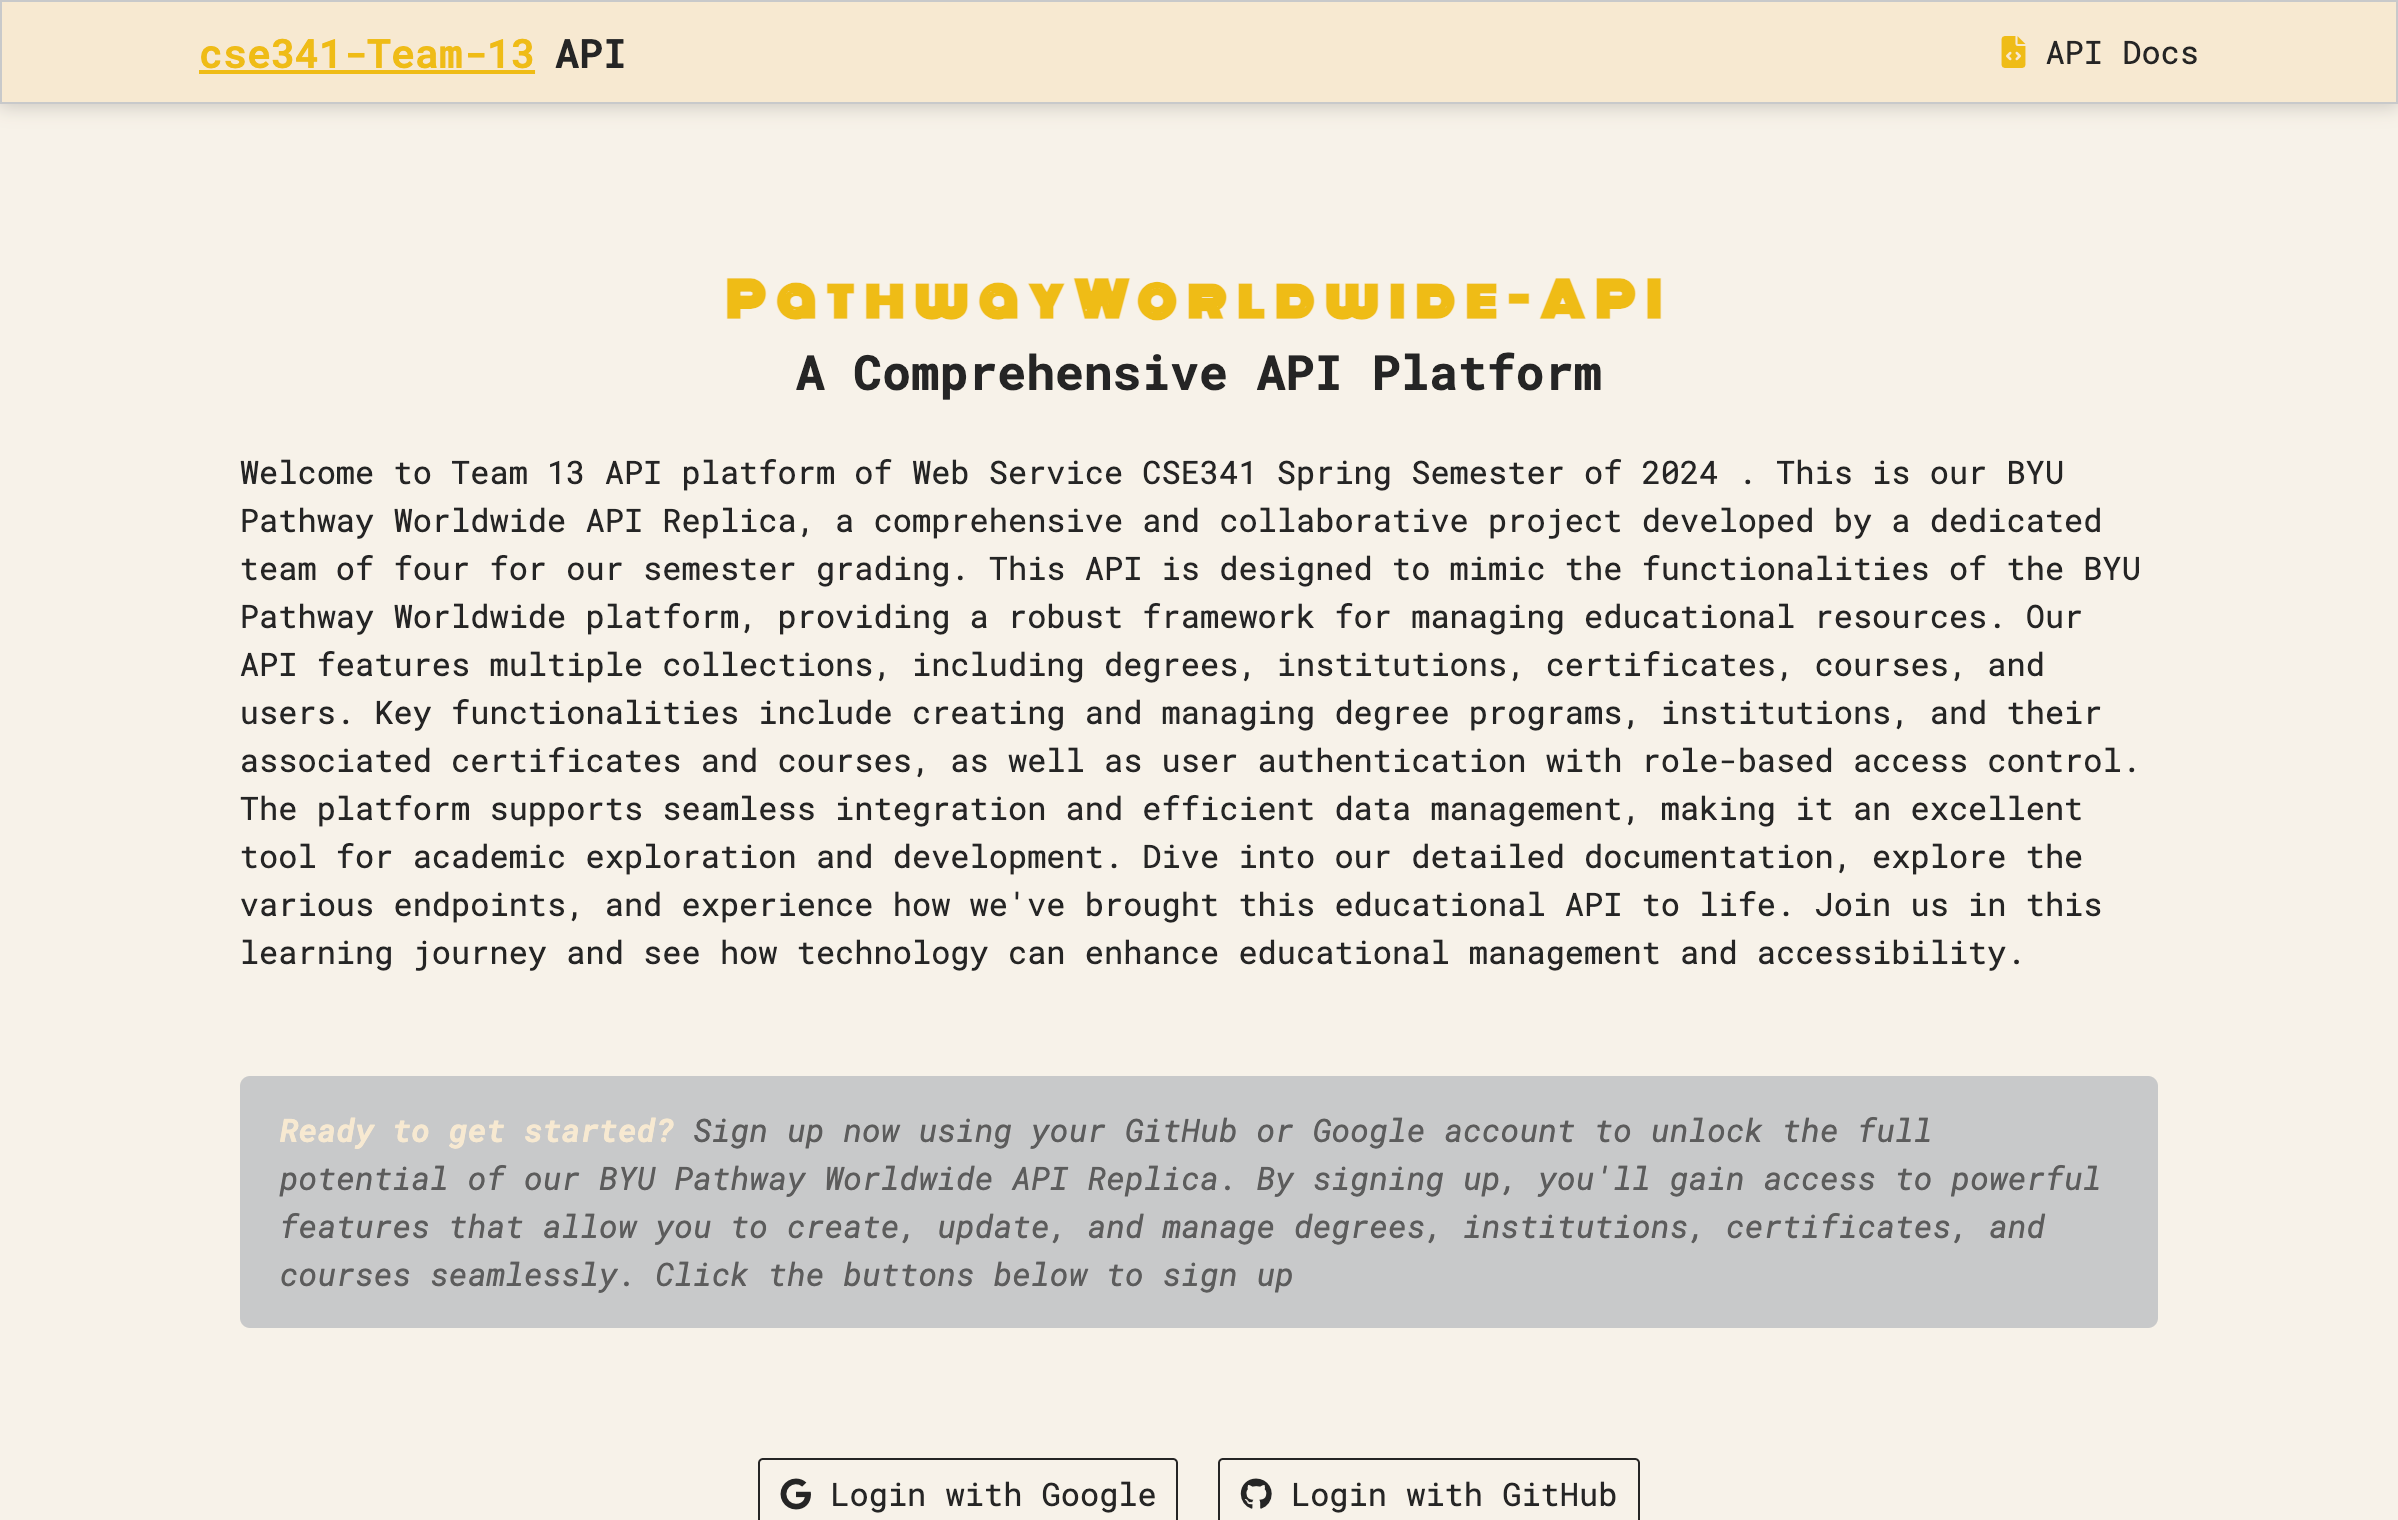 cse341-Team-13 API
API Docs
PathwayWorldwide-API
A Comprehensive API Platform
Welcome to Team 13 API platform of Web Service CSE341 Spring Semester of 2024 . This is our BYU
Pathway Worldwide API Replica, a comprehensive and collaborative project developed by a dedicated
team of four for our semester grading. This API is designed to mimic the functionalities of the BYU
Pathway Worldwide platform, providing a robust framework for managing educational resources. Our
API features multiple collections, including degrees, institutions, certificates, courses, and
users. Key functionalities include creating and managing degree programs, institutions, and their
associated certificates and courses, as well as user authentication with role-based access control.
The platform supports seamless integration and efficient data management, making it an excellent
tool for academic exploration and development. Dive into our detailed documentation, explore the
various endpoints, and experience how we've brought this educational API to life. Join us in this
learning journey and see how technology can enhance educational management and accessibility.
Ready to get started? Sign up now using your GitHub or Google account to unlock the full
potential of our BYU Pathway Worldwide API Replica. By signing up, you'll gain access to powerful
features that allow you to create, update, and manage degrees, institutions, certificates, and
courses seamlessly. Click the buttons below to sign up
Login with Google
Login with GitHub